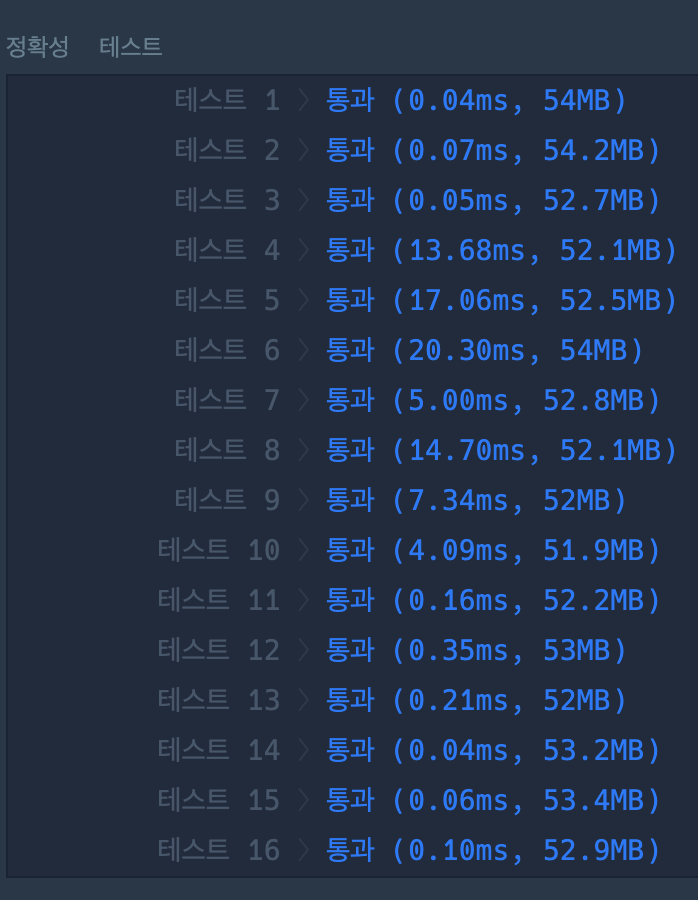 정확성 테스트
테스트 1 〉 통과 (0.04ms, 54MB)
테스트 2 〉 통과 (0.07ms, 54.2MB)
테스트 3 〉 통과 (0.05ms, 52.7MB)
테스트 4 〉 통과 (13.68ms, 52.1MB)
테스트 5 〉 통과 (17.06ms, 52.5MB)
테스트 6 〉 통과 (20.30ms, 54MB)
테스트 7 〉 통과 (5.00ms, 52.8MB)
테스트 8 〉 통과 (14.70ms, 52.1MB)
테스트 9 〉 통과 (7.34ms, 52MB)
테스트 10 〉 통과 (4.09ms, 51.9MB)
테스트 11 〉 통과 (0.16ms, 52.2MB)
테스트 12 〉 통과 (0.35ms, 53MB)
테스트 13 〉 통과 (0.21ms, 52MB)
테스트 14 〉 통과 (0.04ms, 53.2MB)
테스트 15 〉 통과 (0.06ms, 53.4MB)
테스트 16 〉 통과 (0.10ms, 52.9MB)